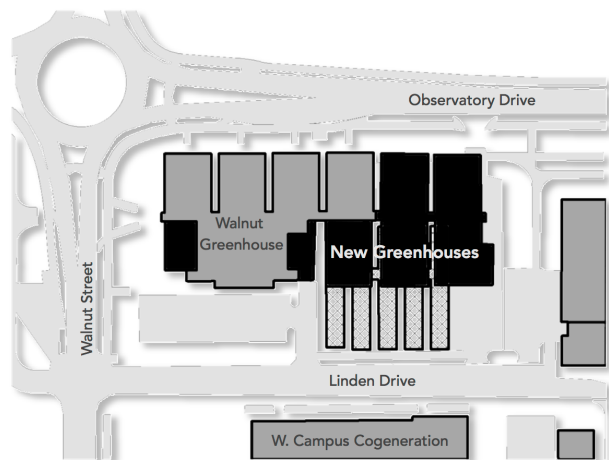 Observatory Drive
Walnut
Greenhouse
New Greenhouses
Walnut Street
Linden Drive
W. Campus Cogeneration